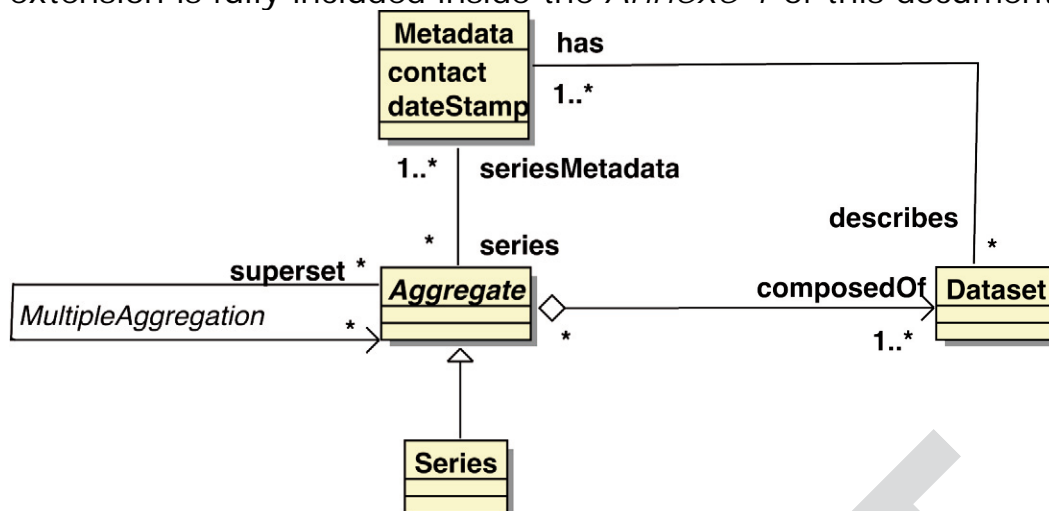 extension is fully included inside the Annexe 1 of this document
Metadata
has
contact
dateStamp
1..*
1..*
seriesMetadata
describes
*
series
*
superset *
Aggregate
composedOf
Dataset
MultipleAggregation
*
*
1..*
Series